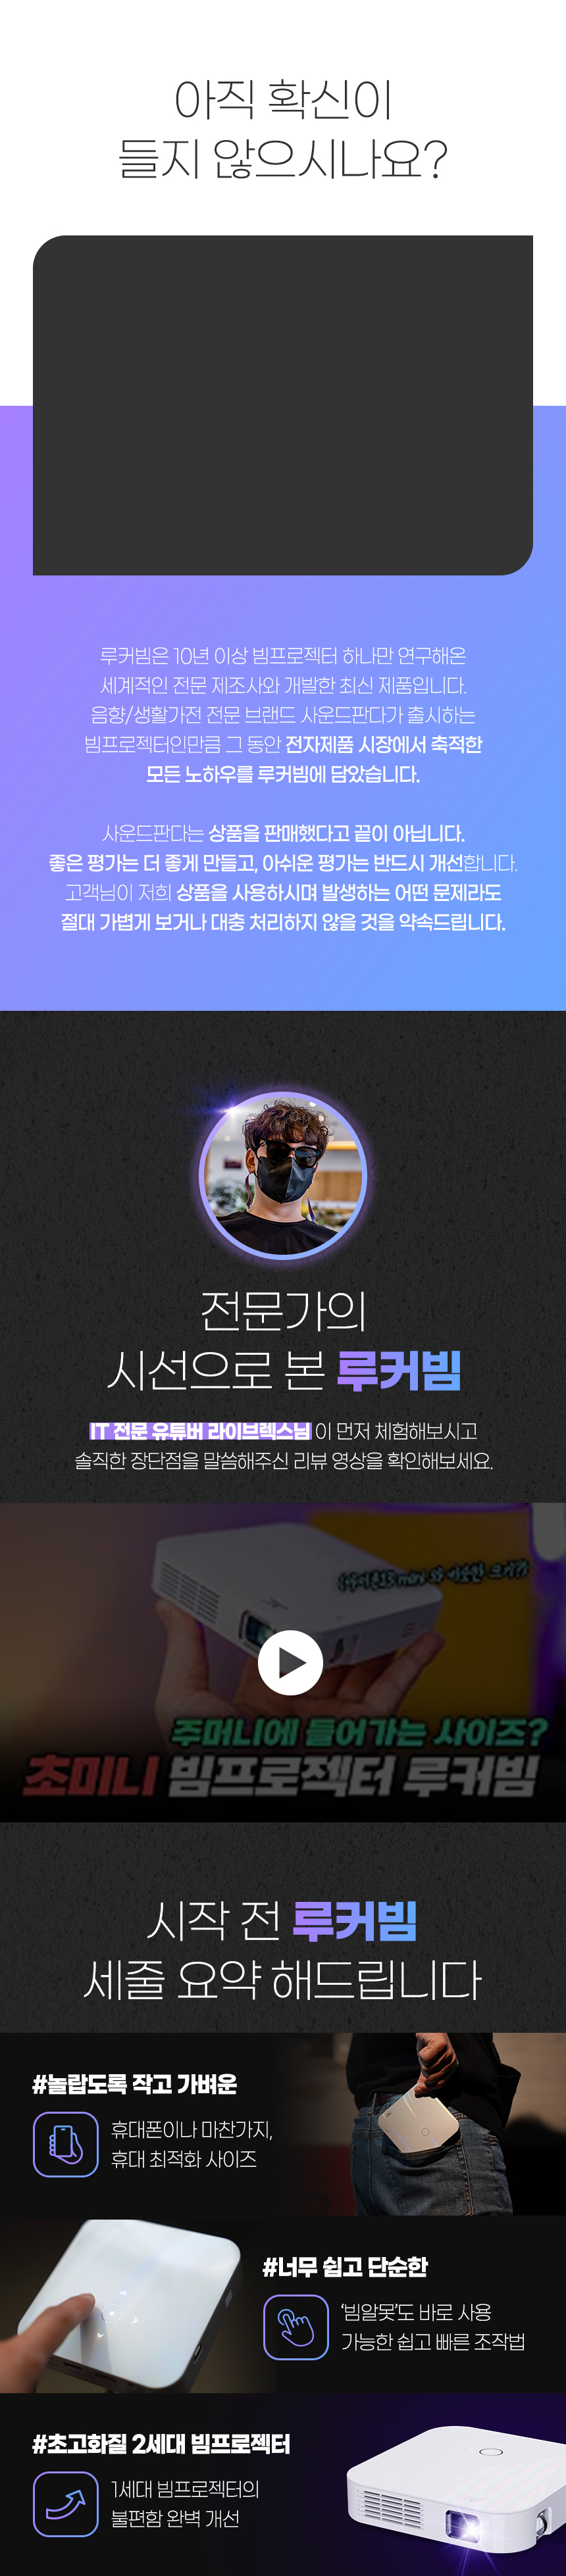 아직 확신이
들지 않으시나요?
루커빔은 10년 이상 빔프로젝터 하나만 연구해온
세계적인 전문 제조사와 개발한 최신 제품입니다.
음향/생활가전 전문 브랜드 사운드판다가 출시하는
빔프로젝터인만큼 그 동안 전자제품 시장에서 축적한
모든 노하우를 루커빔에 담았습니다.
사운드판다는 상품을 판매했다고 끝이 아닙니다.
좋은 평가는 더 좋게 만들고, 아쉬운 평가는 반드시 개선합니다.
고객님이 저희 상품을 사용하시며 발생하는 어떤 문제라도
절대 가볍게 보거나 대충 처리하지 않을 것을 약속드립니다.
전문가의
시선으로 본 루커빔
IT 전문 유튜버 라이브렉스님이 먼저 체험해보시고
솔직한 장단점을 말씀해주신 리뷰 영상을 확인해보세요.
주머니에 들어가는 사이즈?
초미니 빔프로젝터 루커빔
시작 전 루커빔
세줄 요약 해드립니다
#놀랍도록 작고 가벼운
휴대폰이나 마찬가지,
휴대 최적화 사이즈
#너무 쉽고 단순한
‘빔알못’도 바로 사용
가능한 쉽고 빠른 조작법
#초고화질 2세대 빔프로젝터
1세대 빔프로젝터의
불편함 완벽 개선